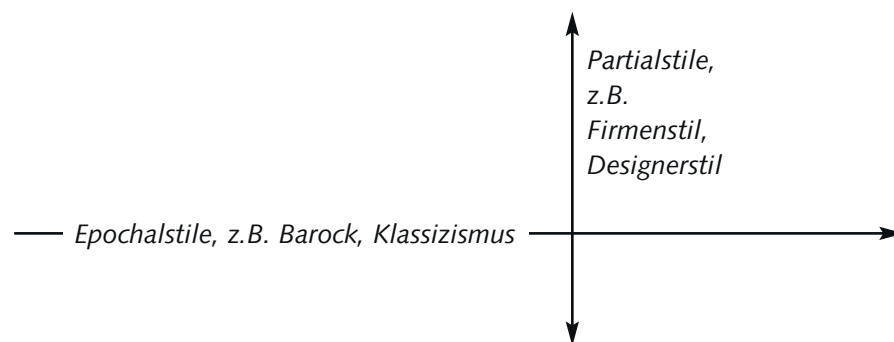 Partialstile,
z.B.
Firmenstil,
Designerstil
Epochalstile, z.B. Barock, Klassizismus